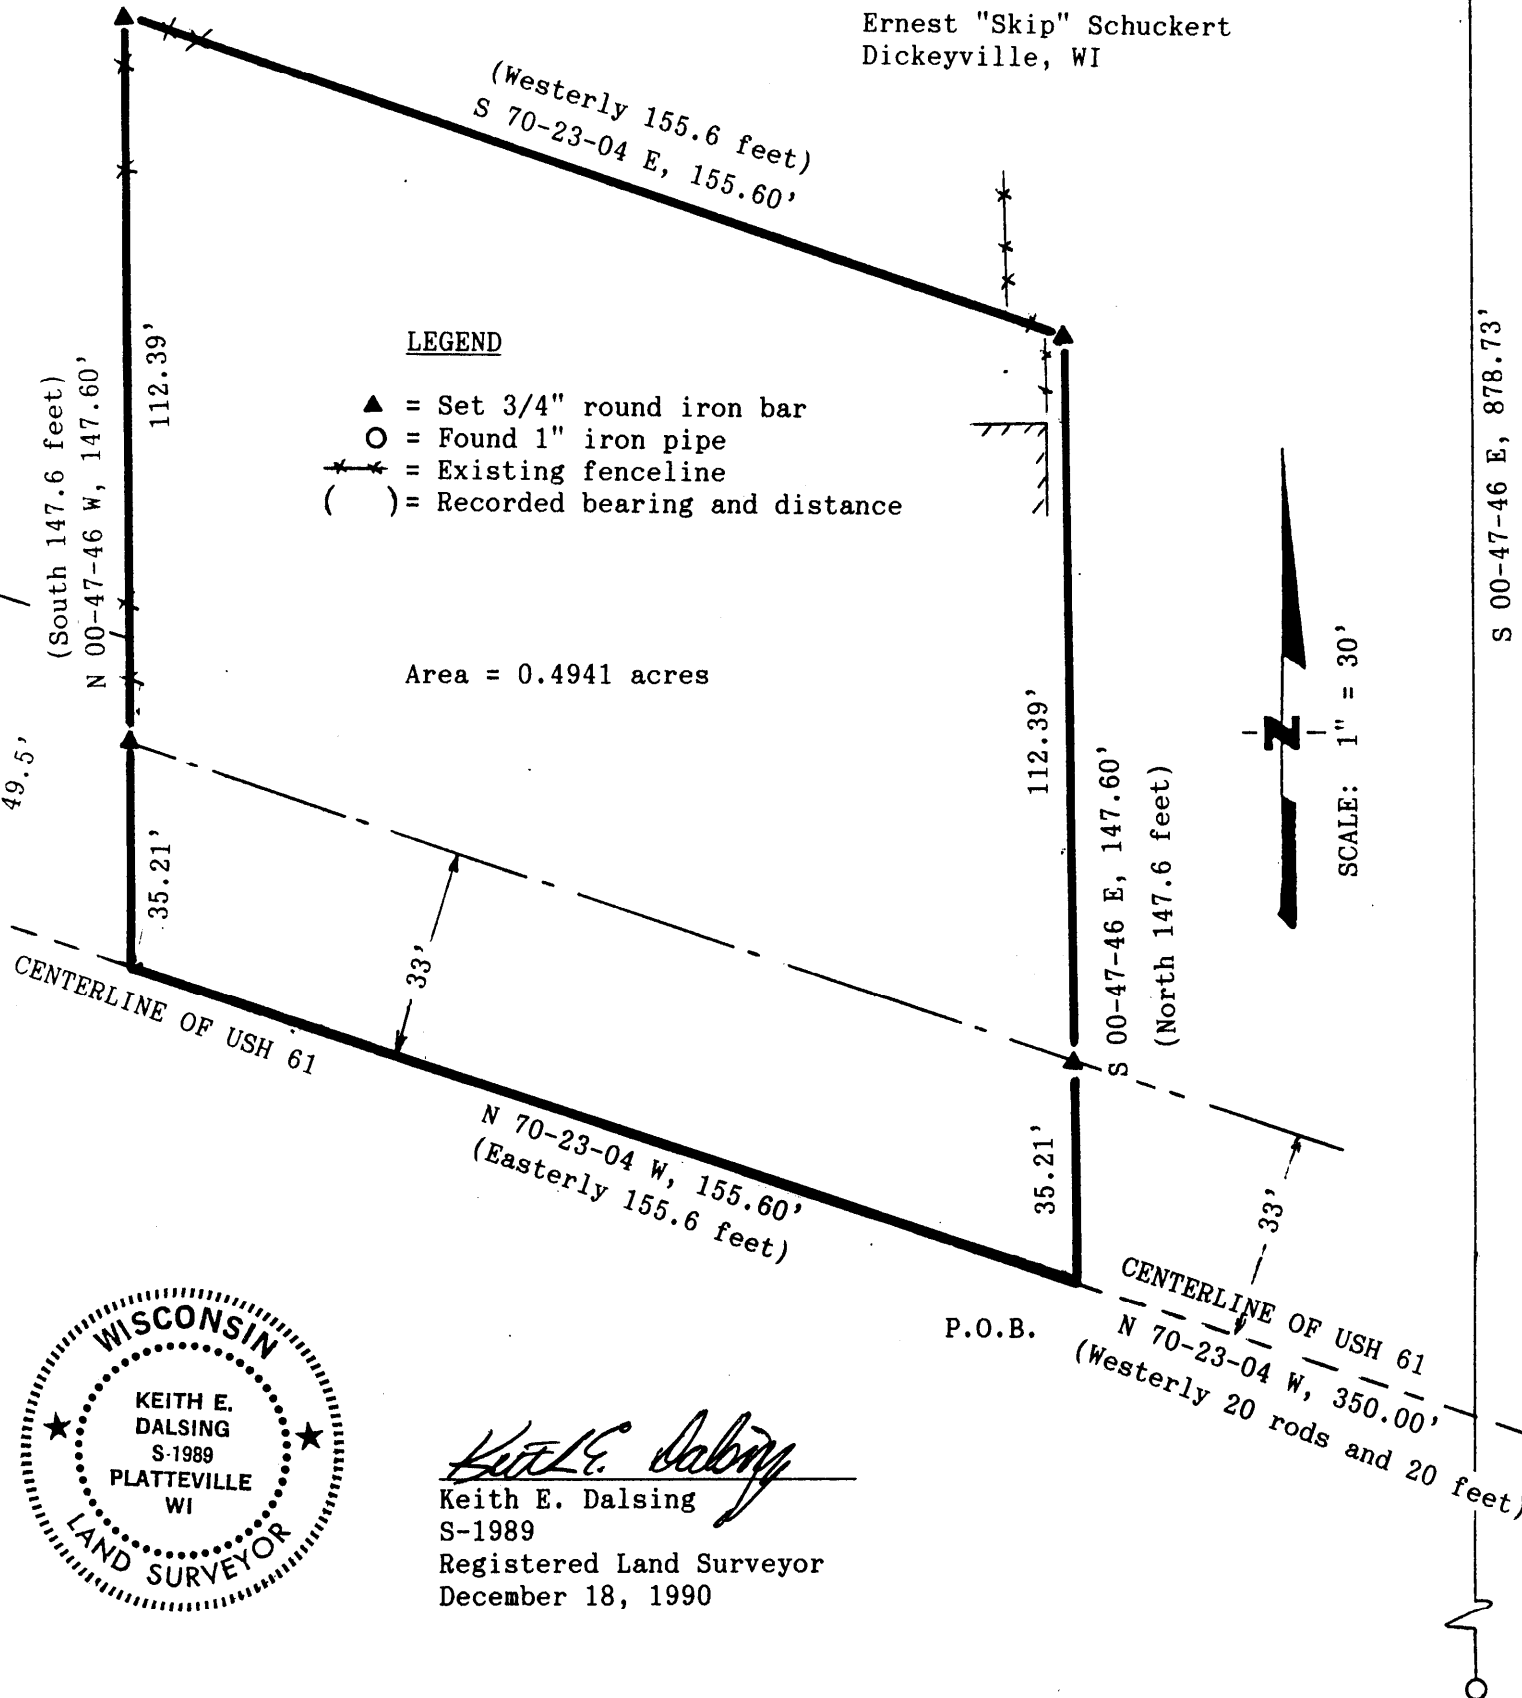 Ernest "Skip" Schuckert
Dickeyville, WI
(Westerly 155.6 feet)
S 70-23-04 E, 155.60'
S 00-47-46 E, 878.73'
(South 147.6 feet)
N 00-47-46 W, 147.60'
112.39'
LEGEND
▲ = Set 3/4" round iron bar
O = Found 1" iron pipe
= Existing fenceline
( ) = Recorded bearing and distance
Area = 0.4941 acres
49.5'
35.21'
33'
112.39'
S 00-47-46 E, 147.60'
(North 147.6 feet)
N
SCALE: 1" = 30'
CENTERLINE OF USH 61
N 70-23-04 W, 155.60'
(Easterly 155.6 feet)
35.21'
33'
P.O.B.
CENTERLINE OF USH 61
N 70-23-04 W, 350.00'
(Westerly 20 rods and 20 feet)
WISCONSIN
KEITH E.
DALSING
S-1989
PLATTEVILLE
WI
LAND SURVEYOR
Keith E. Dalsing
Keith E. Dalsing
S-1989
Registered Land Surveyor
December 18, 1990